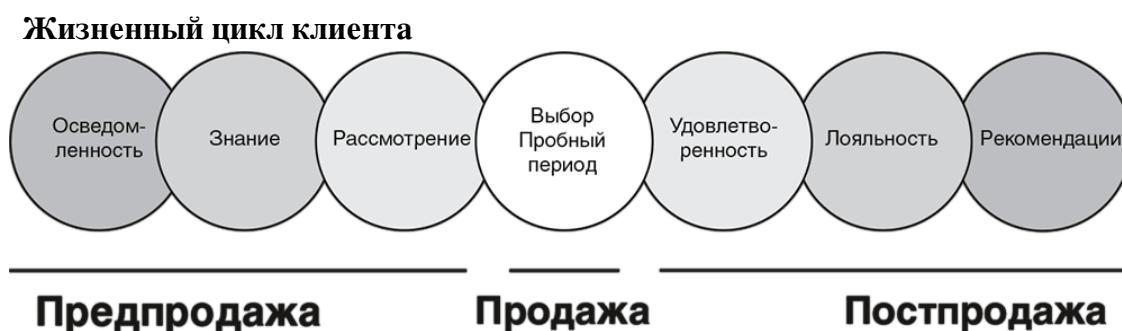 Жизненный цикл клиента
Осведом-
ленность
Знание
Рассмотрение
Выбор
Пробный
период
Удовлетво-
ренность
Лояльность
Рекомендации
Предпродажа
Продажа
Постпродажа